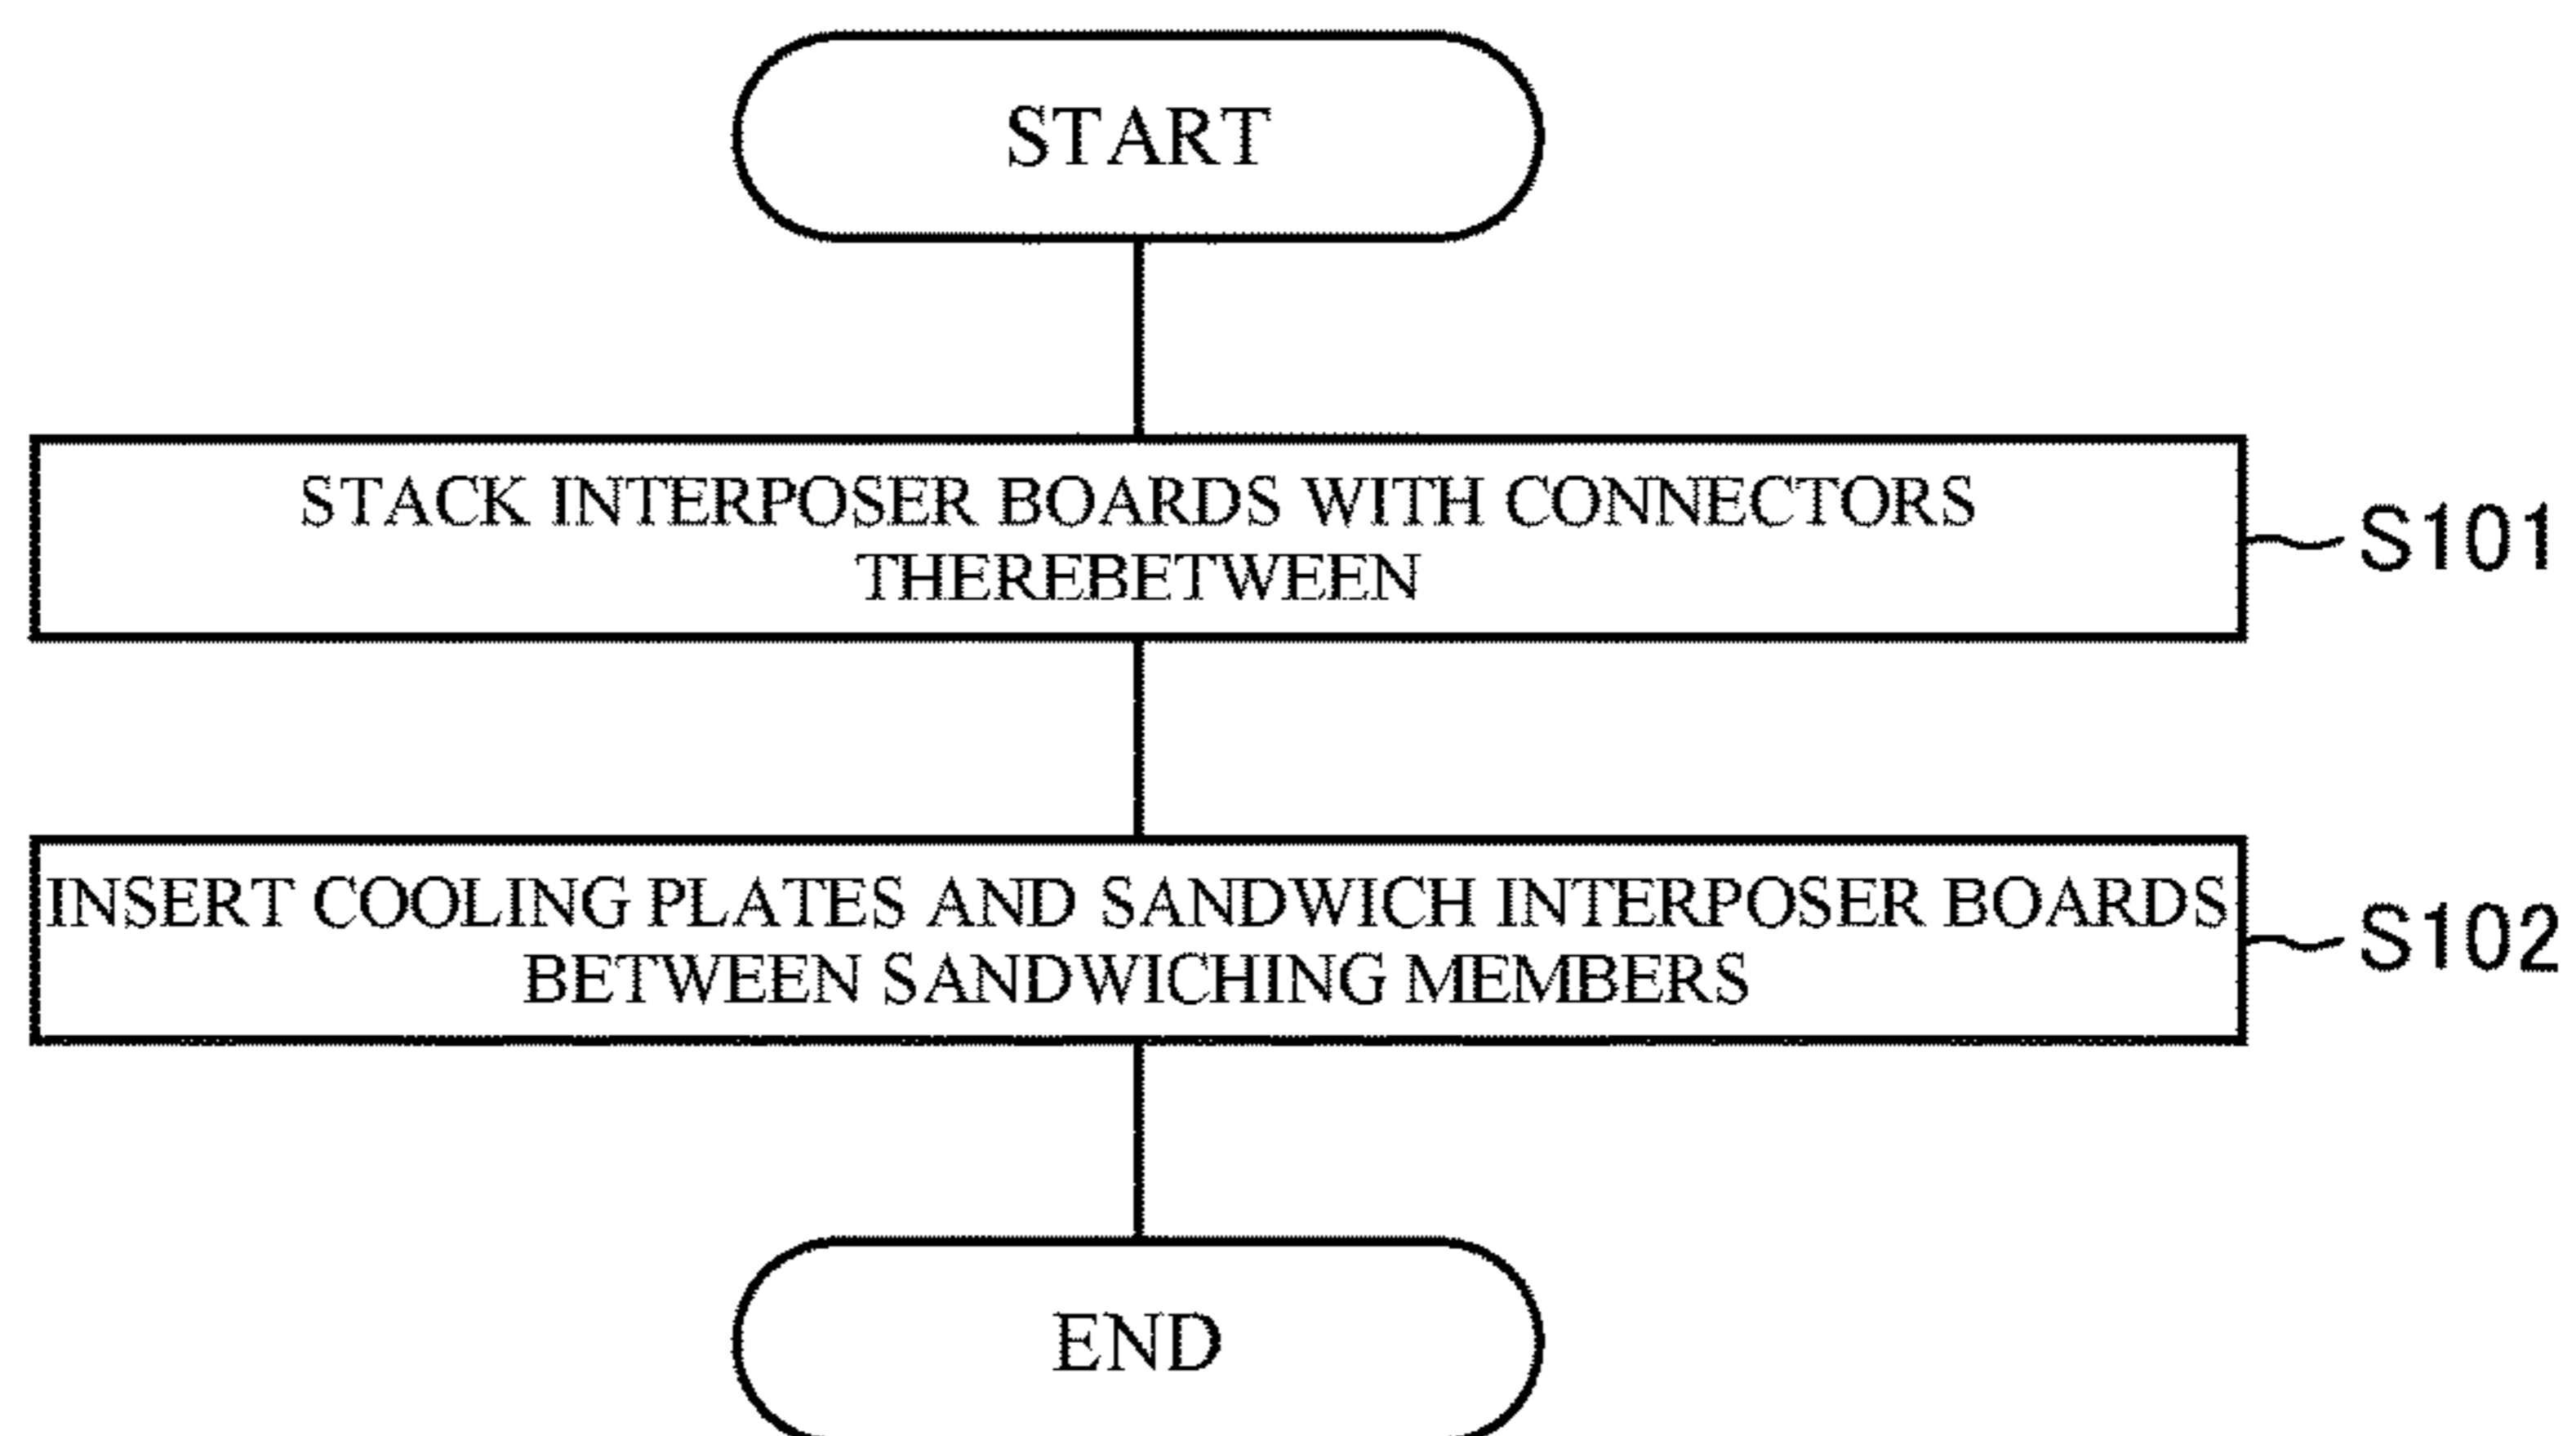 START
STACK INTERPOSER BOARDS WITH CONNECTORS
THEREBETWEEN
S101
INSERT COOLING PLATES AND SANDWICH INTERPOSER BOARDS
BETWEEN SANDWICHING MEMBERS
S102
END